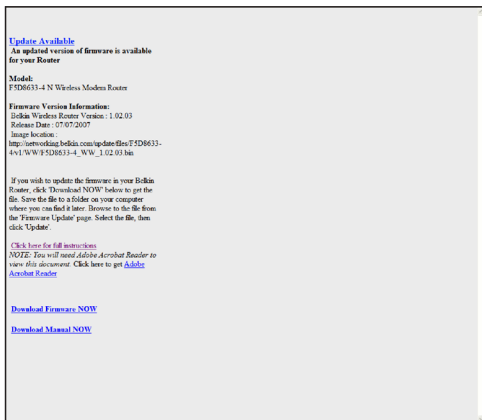 Update Available
An updated version of firmware is available
for your Router
Model:
F5D8633-4 N Wireless Modem Router
Firmware Version Information:
Belkin Wireless Router Version : 1.02.03
Release Date : 07/07/2007
Image location :
http://networking.belkin.com/update/files/F5D8633-
4/v1/WW/F5D8633-4_WW_1.02.03.bin
If you wish to update the firmware in your Belkin
Router, click 'Download NOW' below to get the
file. Save the file to a folder on your computer
where you can find it later. Browse to the file from
the 'Firmware Update' page. Select the file, then
click 'Update'.
Click here for full instructions
NOTE: You will need Adobe Acrobat Reader to
view this document. Click here to get Adobe
Acrobat Reader
Download Firmware NOW
Download Manual NOW